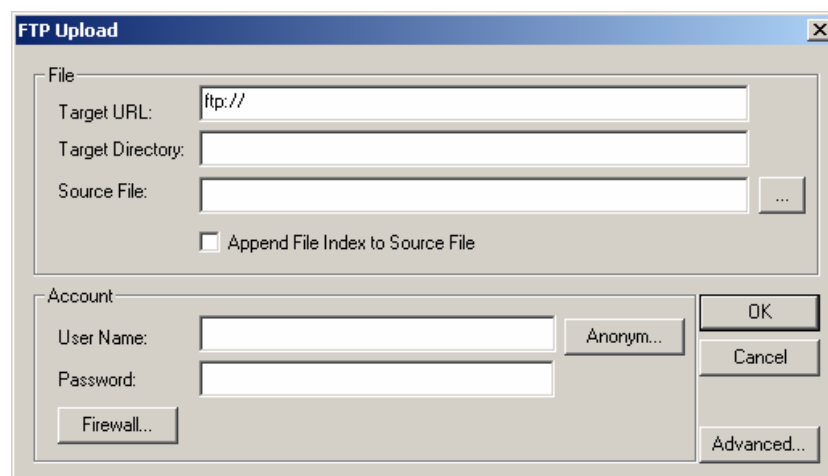 FTP Upload
File
Target URL: ftp://
Target Directory:
Source File: ...
Append File Index to Source File
Account
User Name: Anonym...
Password:
Firewall...
OK
Cancel
Advanced...